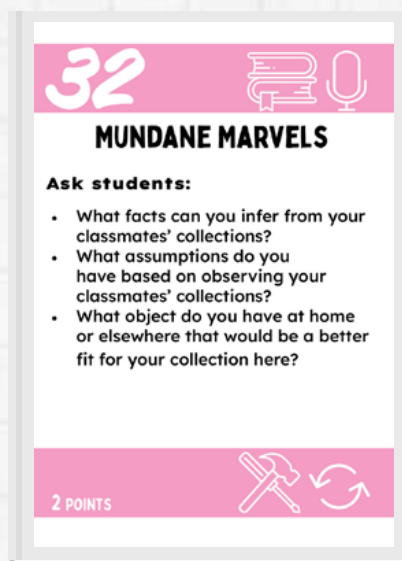 32
MUNDANE MARVELS
Ask students:
• What facts can you infer from your
classmates' collections?
• What assumptions do you
have based on observing your
classmates' collections?
• What object do you have at home
or elsewhere that would be a better
fit for your collection here?
2 POINTS